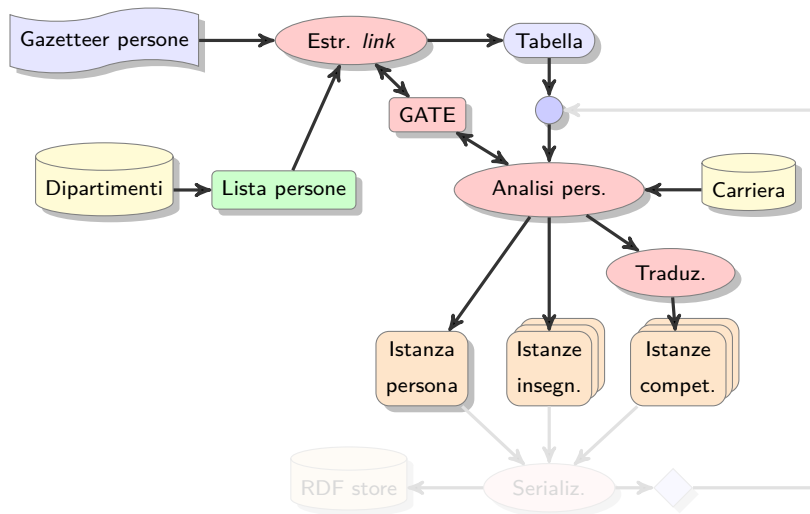 Gazetteer persone
Estr. link
Tabella
GATE
Dipartimenti
Lista persone
Analisi pers.
Carriera
Traduz.
Istanza
persona
Istanze
insegn.
Istanze
compet.
RDF store
Serializ.